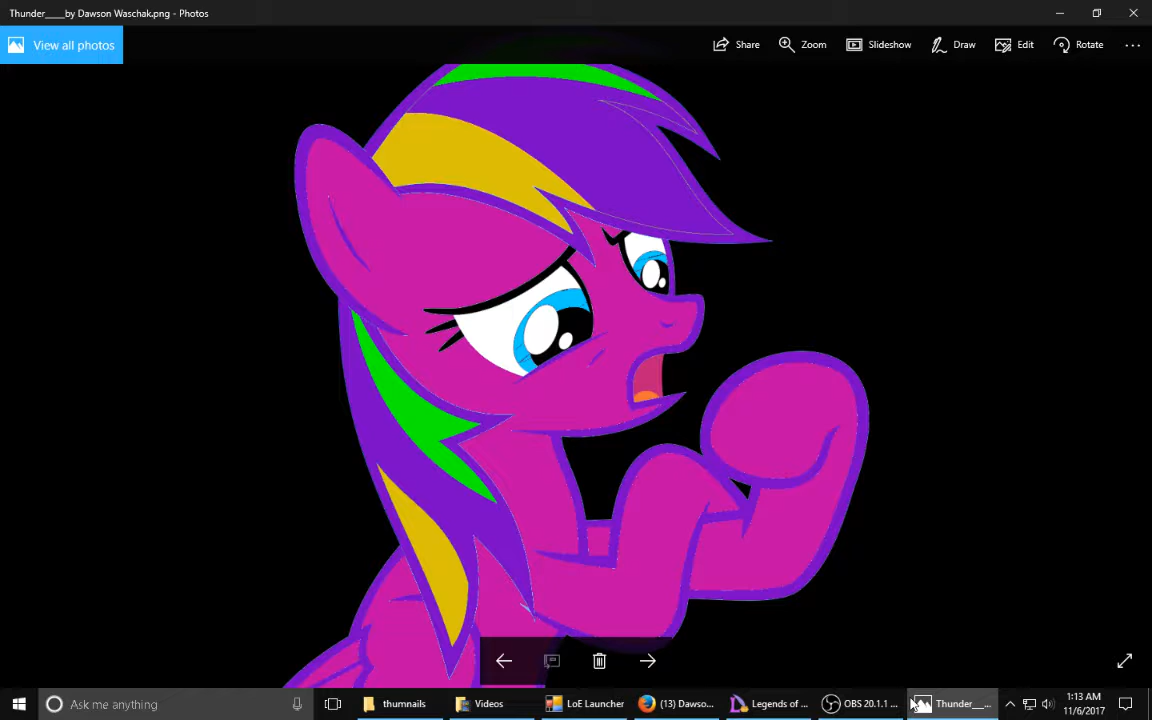 Thunder____by Dawson Waschak.png - Photos
View all photos
Share
Zoom
Slideshow
Draw
Edit
Rotate
Ask me anything
thumnails
Videos
LoE Launcher
(13) Dawso...
Legends of ...
OBS 20.1.1 ...
Thunder___...
1:13 AM
11/6/2017